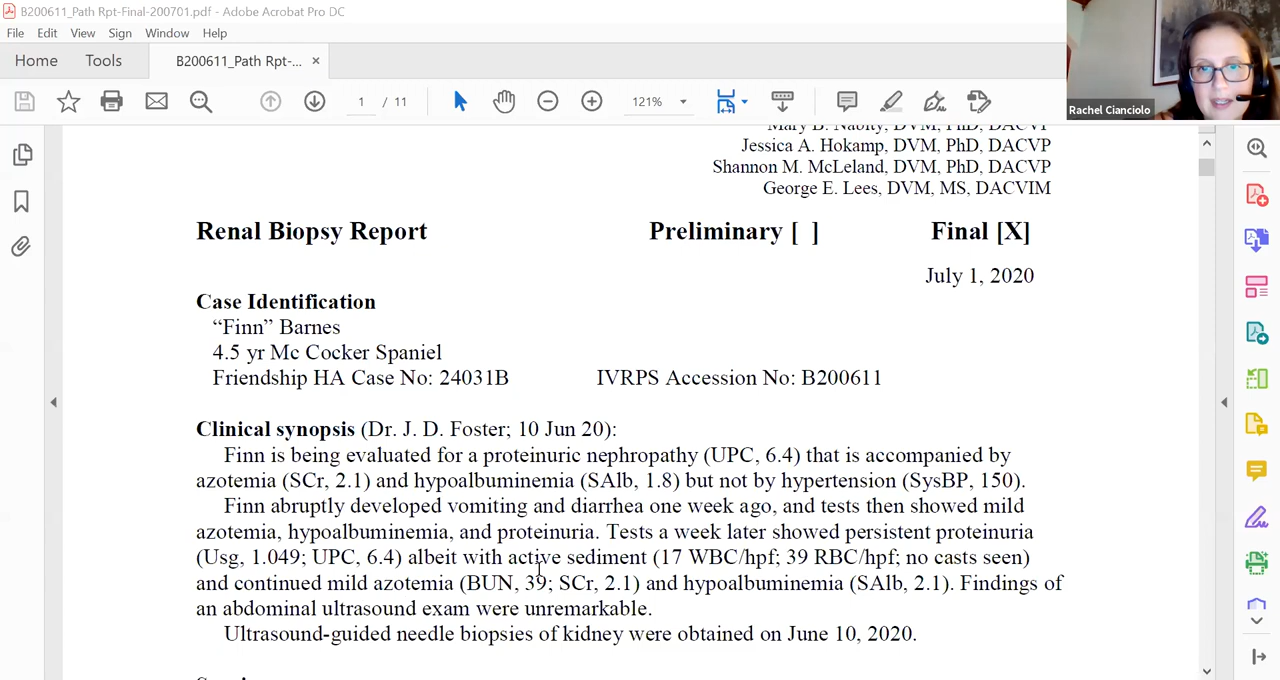 B200611_Path Rpt-Final-200701.pdf - Adobe Acrobat Pro DC
File Edit View Sign Window Help
Home Tools B200611_Path Rpt-... ×
1 / 11 121%
Rachel Cianciolo
Mary B. Nabity, DVM, PhD, DACVP
Jessica A. Hokamp, DVM, PhD, DACVP
Shannon M. McLeland, DVM, PhD, DACVP
George E. Lees, DVM, MS, DACVIM
Renal Biopsy Report Preliminary [ ] Final [X]
July 1, 2020
Case Identification
“Finn” Barnes
4.5 yr Mc Cocker Spaniel
Friendship HA Case No: 24031B IVRPS Accession No: B200611
Clinical synopsis (Dr. J. D. Foster; 10 Jun 20):
Finn is being evaluated for a proteinuric nephropathy (UPC, 6.4) that is accompanied by
azotemia (SCr, 2.1) and hypoalbuminemia (SAlb, 1.8) but not by hypertension (SysBP, 150).
Finn abruptly developed vomiting and diarrhea one week ago, and tests then showed mild
azotemia, hypoalbuminemia, and proteinuria. Tests a week later showed persistent proteinuria
(Usg, 1.049; UPC, 6.4) albeit with active sediment (17 WBC/hpf; 39 RBC/hpf; no casts seen)
and continued mild azotemia (BUN, 39; SCr, 2.1) and hypoalbuminemia (SAlb, 2.1). Findings of
an abdominal ultrasound exam were unremarkable.
Ultrasound-guided needle biopsies of kidney were obtained on June 10, 2020.